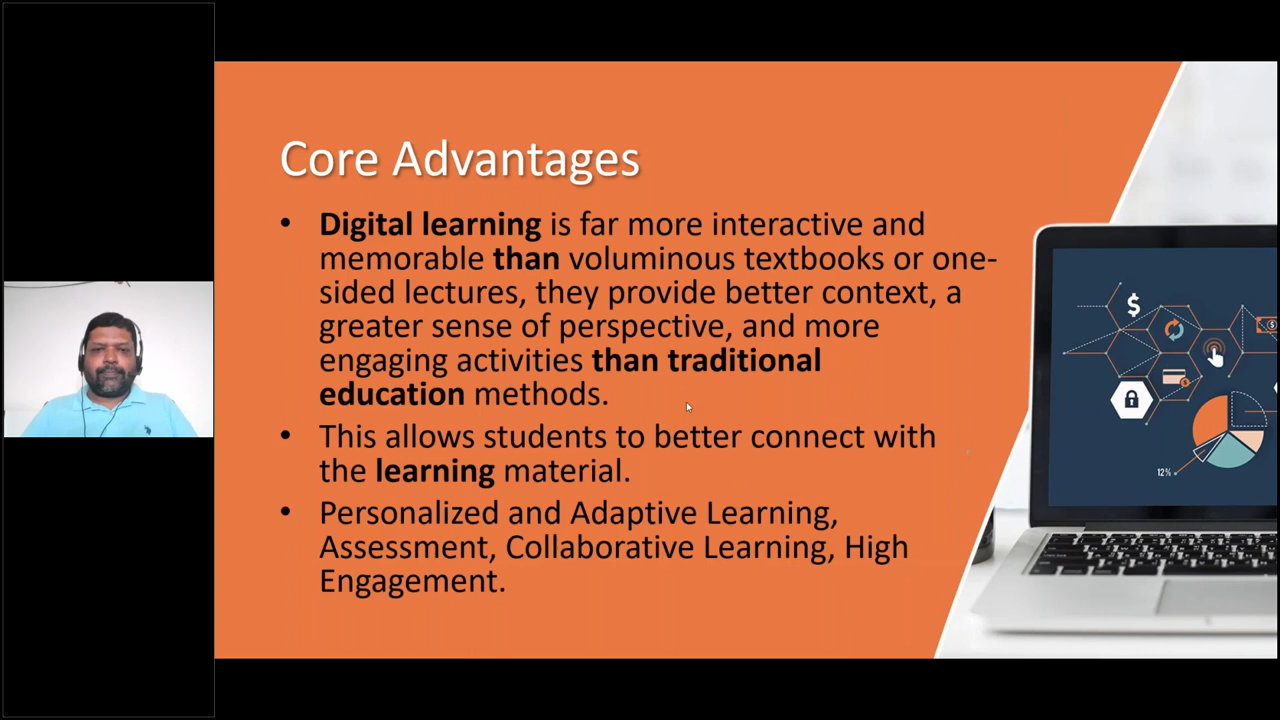 Core Advantages
• Digital learning is far more interactive and
memorable than voluminous textbooks or one-
sided lectures, they provide better context, a
greater sense of perspective, and more
engaging activities than traditional
education methods.
• This allows students to better connect with
the learning material.
• Personalized and Adaptive Learning,
Assessment, Collaborative Learning, High
Engagement.
$
$
12%